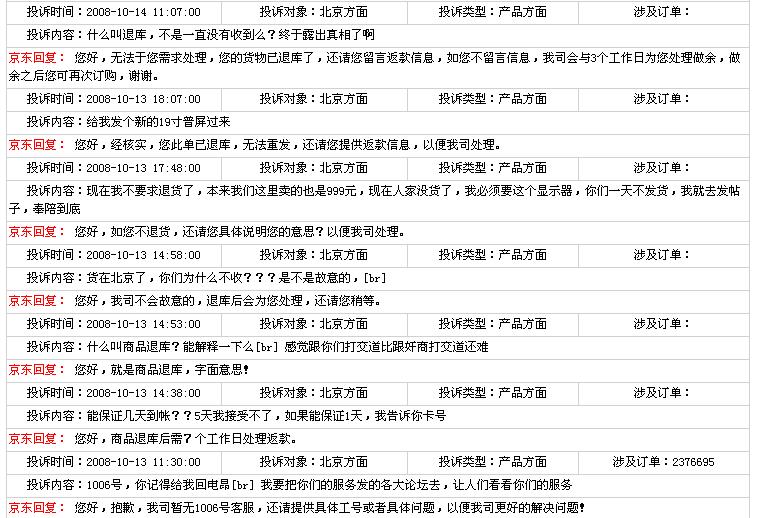 投诉时间：2008-10-14 11:07:00 投诉对象：北京方面 投诉类型：产品方面 涉及订单：
投诉内容：什么叫退库，不是一直没有收到么？终于露出真相了啊
京东回复： 您好，无法于您需求处理，您的货物已退库了，还请您留言返款信息，如您不留言信息，我司会与3个工作日为您处理做余，做
余之后您可再次订购，谢谢。
投诉时间：2008-10-13 18:07:00 投诉对象：北京方面 投诉类型：产品方面 涉及订单：
投诉内容：给我发个新的19寸普屏过来
京东回复： 您好，经核实，您此单已退库，无法重发，还请您提供返款信息，以便我司处理。
投诉时间：2008-10-13 17:48:00 投诉对象：北京方面 投诉类型：产品方面 涉及订单：
投诉内容：现在我不要求退货了，本来我们这里卖的也是999元，现在人家没货了，我必须要这个显示器，你们一天不发货，我就去发帖
子，奉陪到底
京东回复： 您好，如您不退货，还请您具体说明您的意思？以便我司处理。
投诉时间：2008-10-13 14:58:00 投诉对象：北京方面 投诉类型：产品方面 涉及订单：
投诉内容：货在北京了，你们为什么不收？？？是不是故意的，[br]
京东回复： 您好，我司不会故意的，退库后会为您处理，还请您稍等。
投诉时间：2008-10-13 14:53:00 投诉对象：北京方面 投诉类型：产品方面 涉及订单：
投诉内容：什么叫商品退库？能解释一下么[br] 感觉跟你们打交道比跟奸商打交道还难
京东回复： 您好，就是商品退库，字面意思！
投诉时间：2008-10-13 14:38:00 投诉对象：北京方面 投诉类型：产品方面 涉及订单：
投诉内容：能保证几天到帐？？5天我接受不了，如果能保证1天，我告诉你卡号
京东回复： 您好，商品退库后需7个工作日处理返款。
投诉时间：2008-10-13 11:30:00 投诉对象：北京方面 投诉类型：产品方面 涉及订单：2376695
投诉内容：1006号，你记得给我回电昂[br] 我要把你们的服务发的各大论坛去，让人们看看你们的服务
京东回复： 您好，抱歉，我司暂无1006号客服，还请提供具体工号或者具体问题，以便我司更好的解决问题！